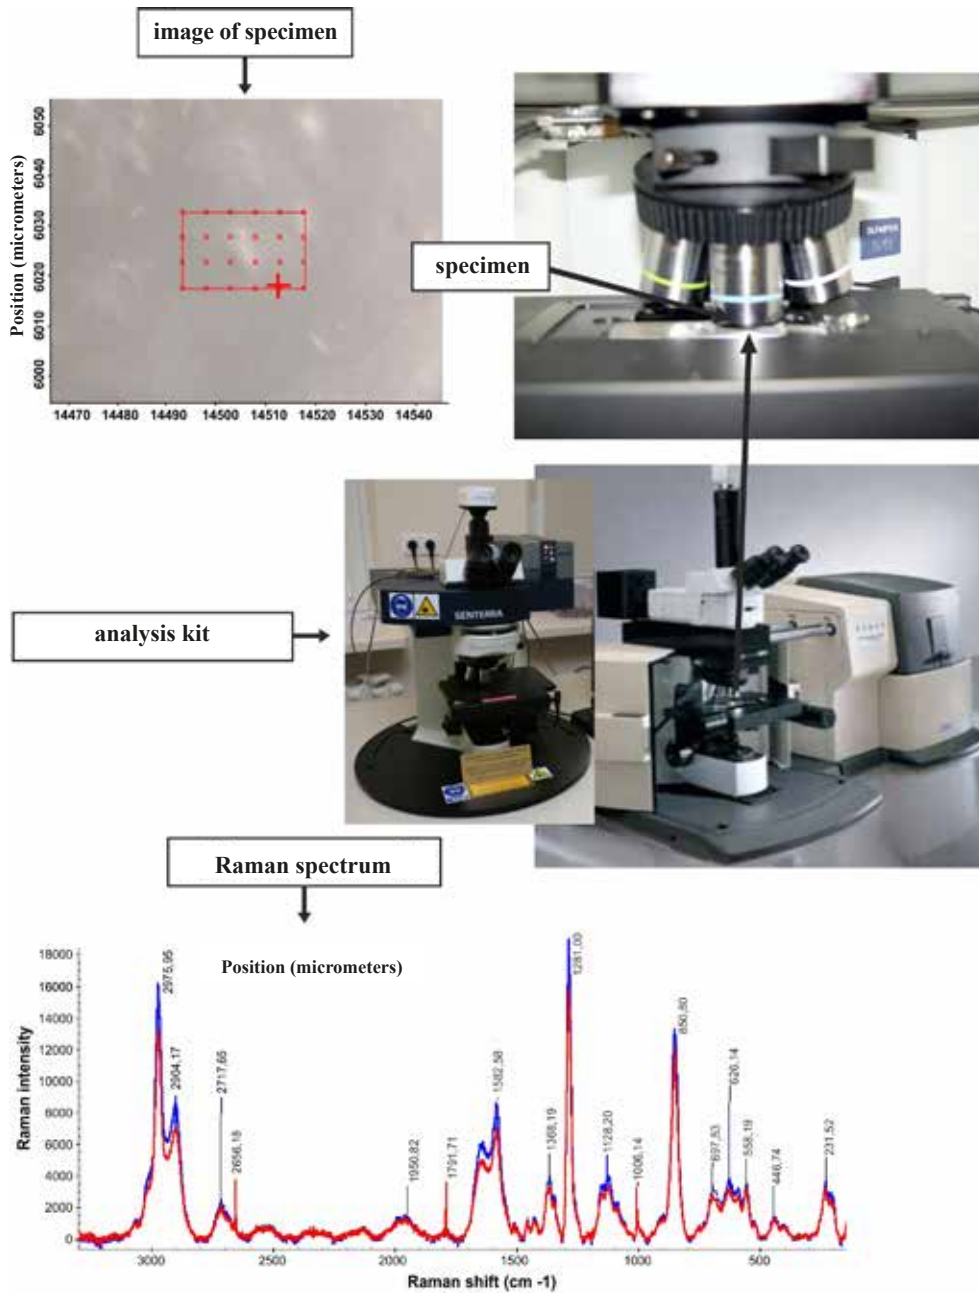 image of specimen
Position (micrometers)
6050
6040
6030
6020
6010
6000
14470 14480 14490 14500 14510 14520 14530 14540
specimen
OLYMPUS
analysis kit
SENTERRA
Raman spectrum
Position (micrometers)
Raman intensity
18000
16000
14000
12000
10000
8000
6000
4000
2000
0
2975,95
2904,17
2717,65
2656,15
1950,82
1791,71
1582,58
1368,19
1281,00
1128,20
1006,14
850,80
697,53
626,14
558,19
446,74
231,52
3000 2500 2000 1500 1000 500
Raman shift (cm -1)